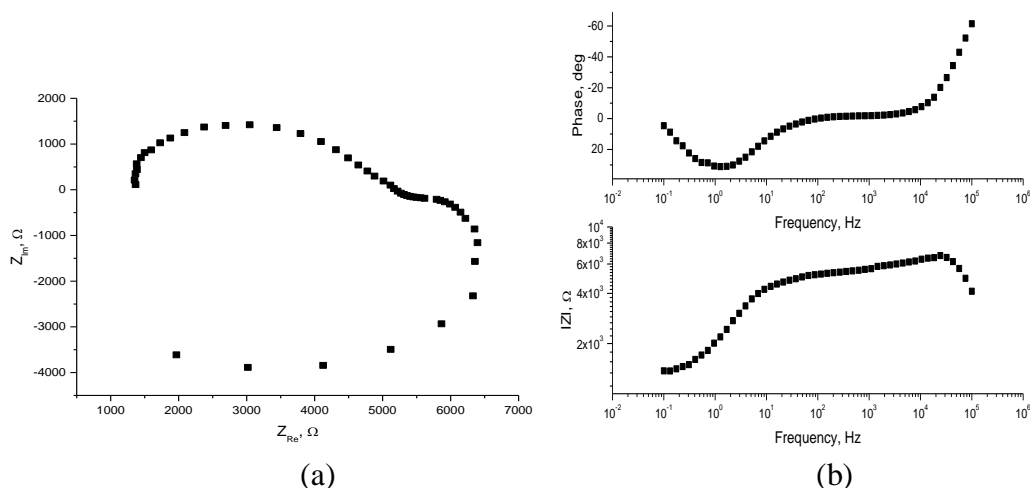 2000
1000
0
-1000
-2000
-3000
-4000
Z_Im, Ω
1000 2000 3000 4000 5000 6000 7000
Z_Re, Ω
(a)
-60
-40
-20
0
20
Phase, deg
10^-2 10^-1 10^0 10^1 10^2 10^3 10^4 10^5 10^6
Frequency, Hz
10^4
8x10^3
6x10^3
4x10^3
2x10^3
IZI, Ω
10^-2 10^-1 10^0 10^1 10^2 10^3 10^4 10^5 10^6
Frequency, Hz
(b)